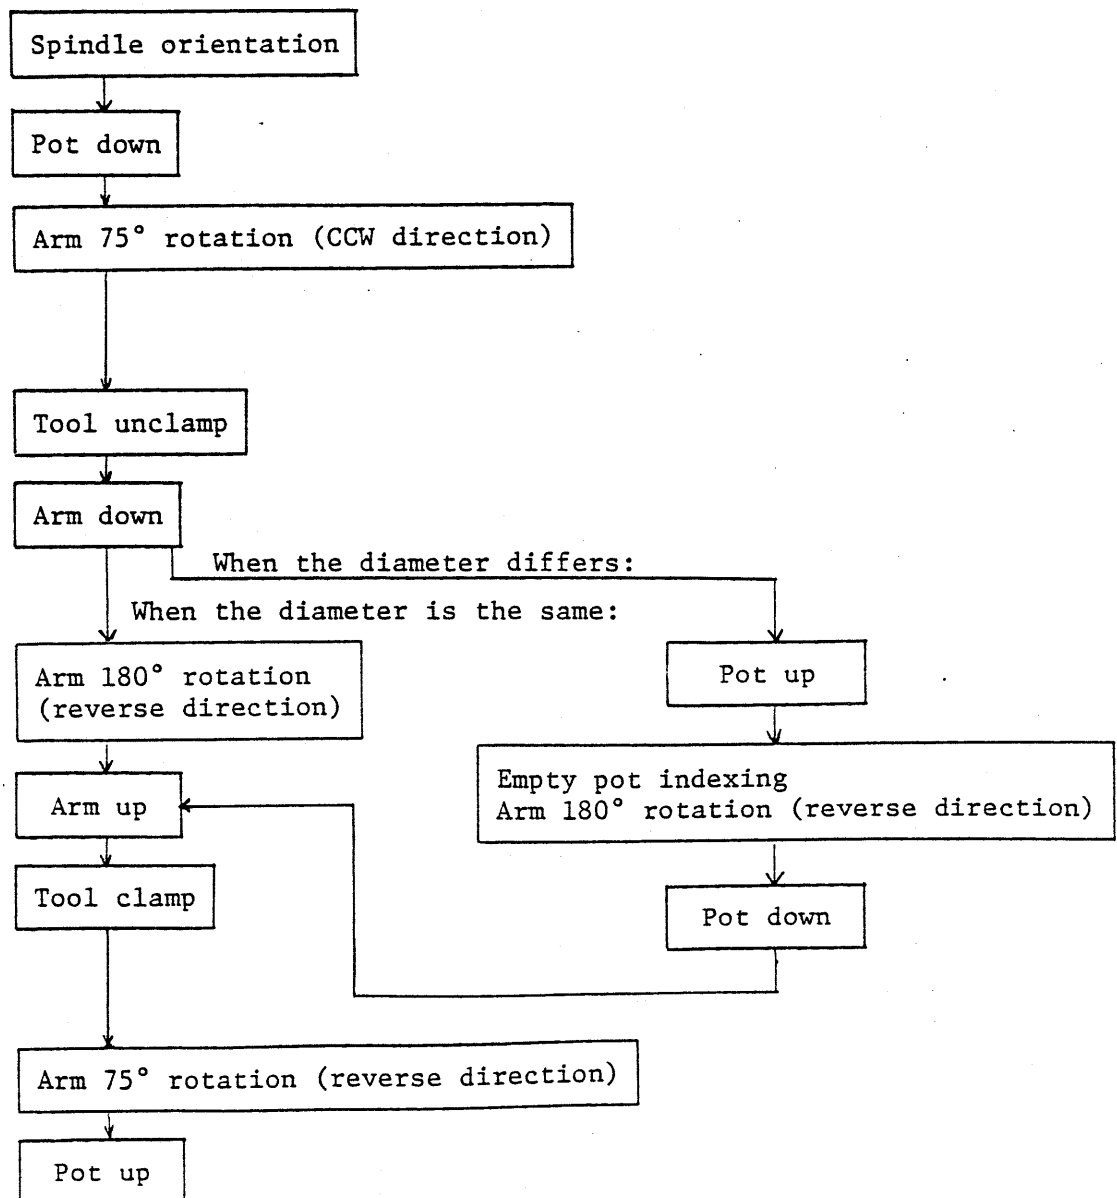 Spindle orientation
Pot down
Arm 75° rotation (CCW direction)
Tool unclamp
Arm down
When the diameter differs:
When the diameter is the same:
Arm 180° rotation
(reverse direction)
Pot up
Empty pot indexing
Arm 180° rotation (reverse direction)
Arm up
Tool clamp
Pot down
Arm 75° rotation (reverse direction)
Pot up